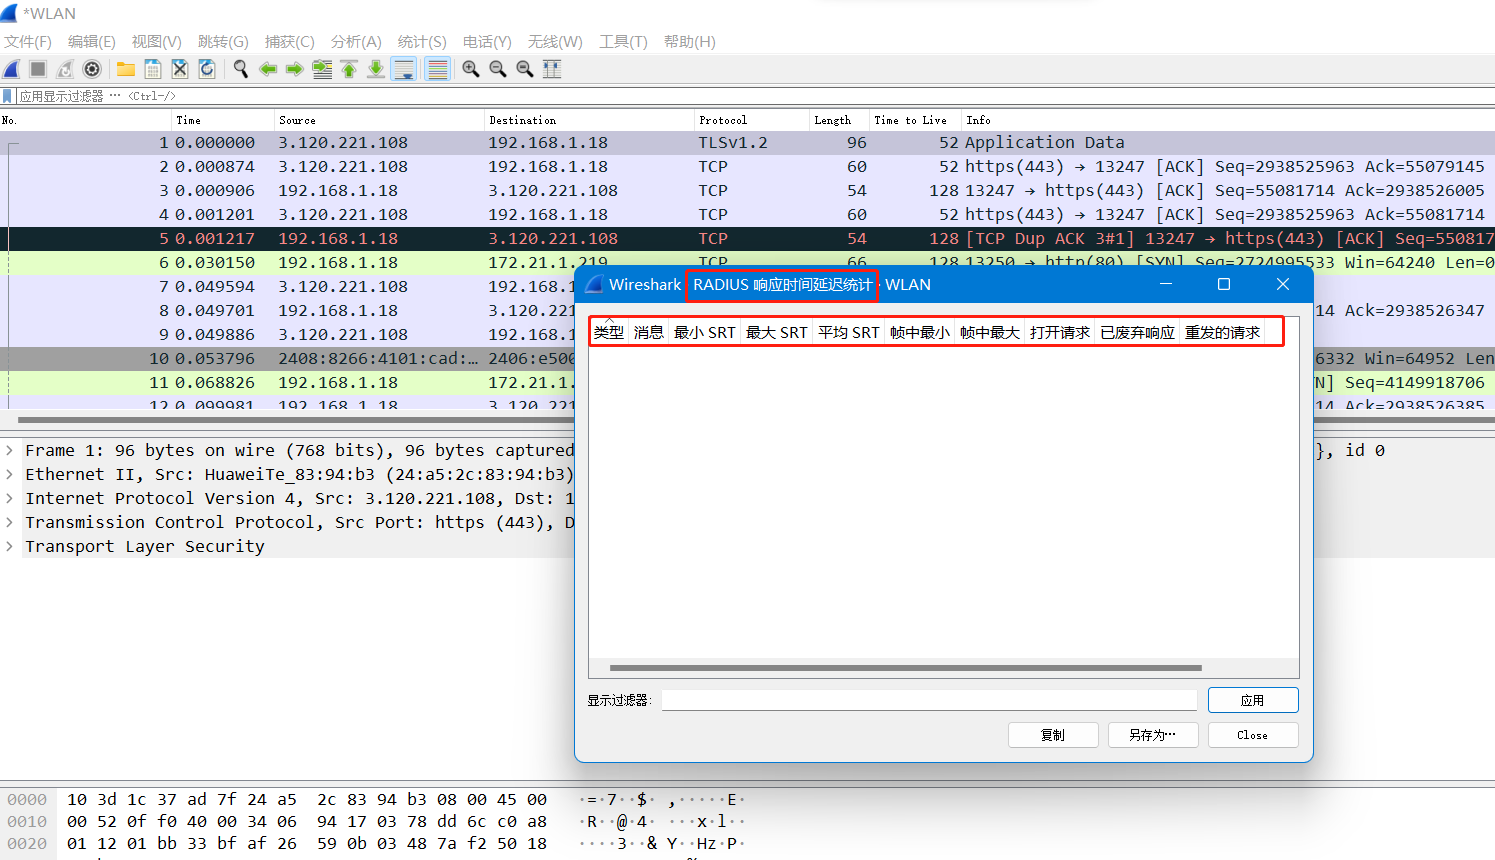 *WLAN
文件(F) 编辑(E) 视图(V) 跳转(G) 捕获(C) 分析(A) 统计(S) 电话(Y) 无线(W) 工具(T) 帮助(H)
应用显示过滤器 … <Ctrl-/>
No. Time Source Destination Protocol Length Time to Live Info
1 0.000000 3.120.221.108 192.168.1.18 TLSv1.2 96 52 Application Data
2 0.000874 3.120.221.108 192.168.1.18 TCP 60 52 https(443) → 13247 [ACK] Seq=2938525963 Ack=55079145
3 0.000906 192.168.1.18 3.120.221.108 TCP 54 128 13247 → https(443) [ACK] Seq=55081714 Ack=2938526005
4 0.001201 3.120.221.108 192.168.1.18 TCP 60 52 https(443) → 13247 [ACK] Seq=2938525963 Ack=55081714
5 0.001217 192.168.1.18 3.120.221.108 TCP 54 128 [TCP Dup ACK 3#1] 13247 → https(443) [ACK] Seq=550817
6 0.030150 192.168.1.18 172.21.1.219 TCP 66 128 13250 → http(80) [SYN] Seq=2724995533 Win=64240 Len=0
7 0.049594 3.120.221.108 192.168.1
8 0.049701 192.168.1.18 3.120.221 14 Ack=2938526347
9 0.049886 3.120.221.108 192.168.1
10 0.053796 2408:8266:4101:cad:… 2406:e500 6332 Win=64952 Len
11 0.068826 192.168.1.18 172.21.1. N] Seq=4149918706
12 0.099981 192.168.1.18 3.120.221 14 Ack=2938526385
Wireshark RADIUS 响应时间延迟统计 WLAN
类型 消息 最小 SRT 最大 SRT 平均 SRT 帧中最小 帧中最大 打开请求 已废弃响应 重发的请求
显示过滤器: 应用
复制 另存为… Close
Frame 1: 96 bytes on wire (768 bits), 96 bytes captured }, id 0
Ethernet II, Src: HuaweiTe_83:94:b3 (24:a5:2c:83:94:b3)
Internet Protocol Version 4, Src: 3.120.221.108, Dst: 1
Transmission Control Protocol, Src Port: https (443), D
Transport Layer Security
0000 10 3d 1c 37 ad 7f 24 a5 2c 83 94 b3 08 00 45 00 ·=·7··$· ,·····E·
0010 00 52 0f f0 40 00 34 06 94 17 03 78 dd 6c c0 a8 ·R··@·4· ···x·l··
0020 01 12 01 bb 33 bf af 26 59 0b 03 48 7a f2 50 18 ····3··& Y··Hz·P·